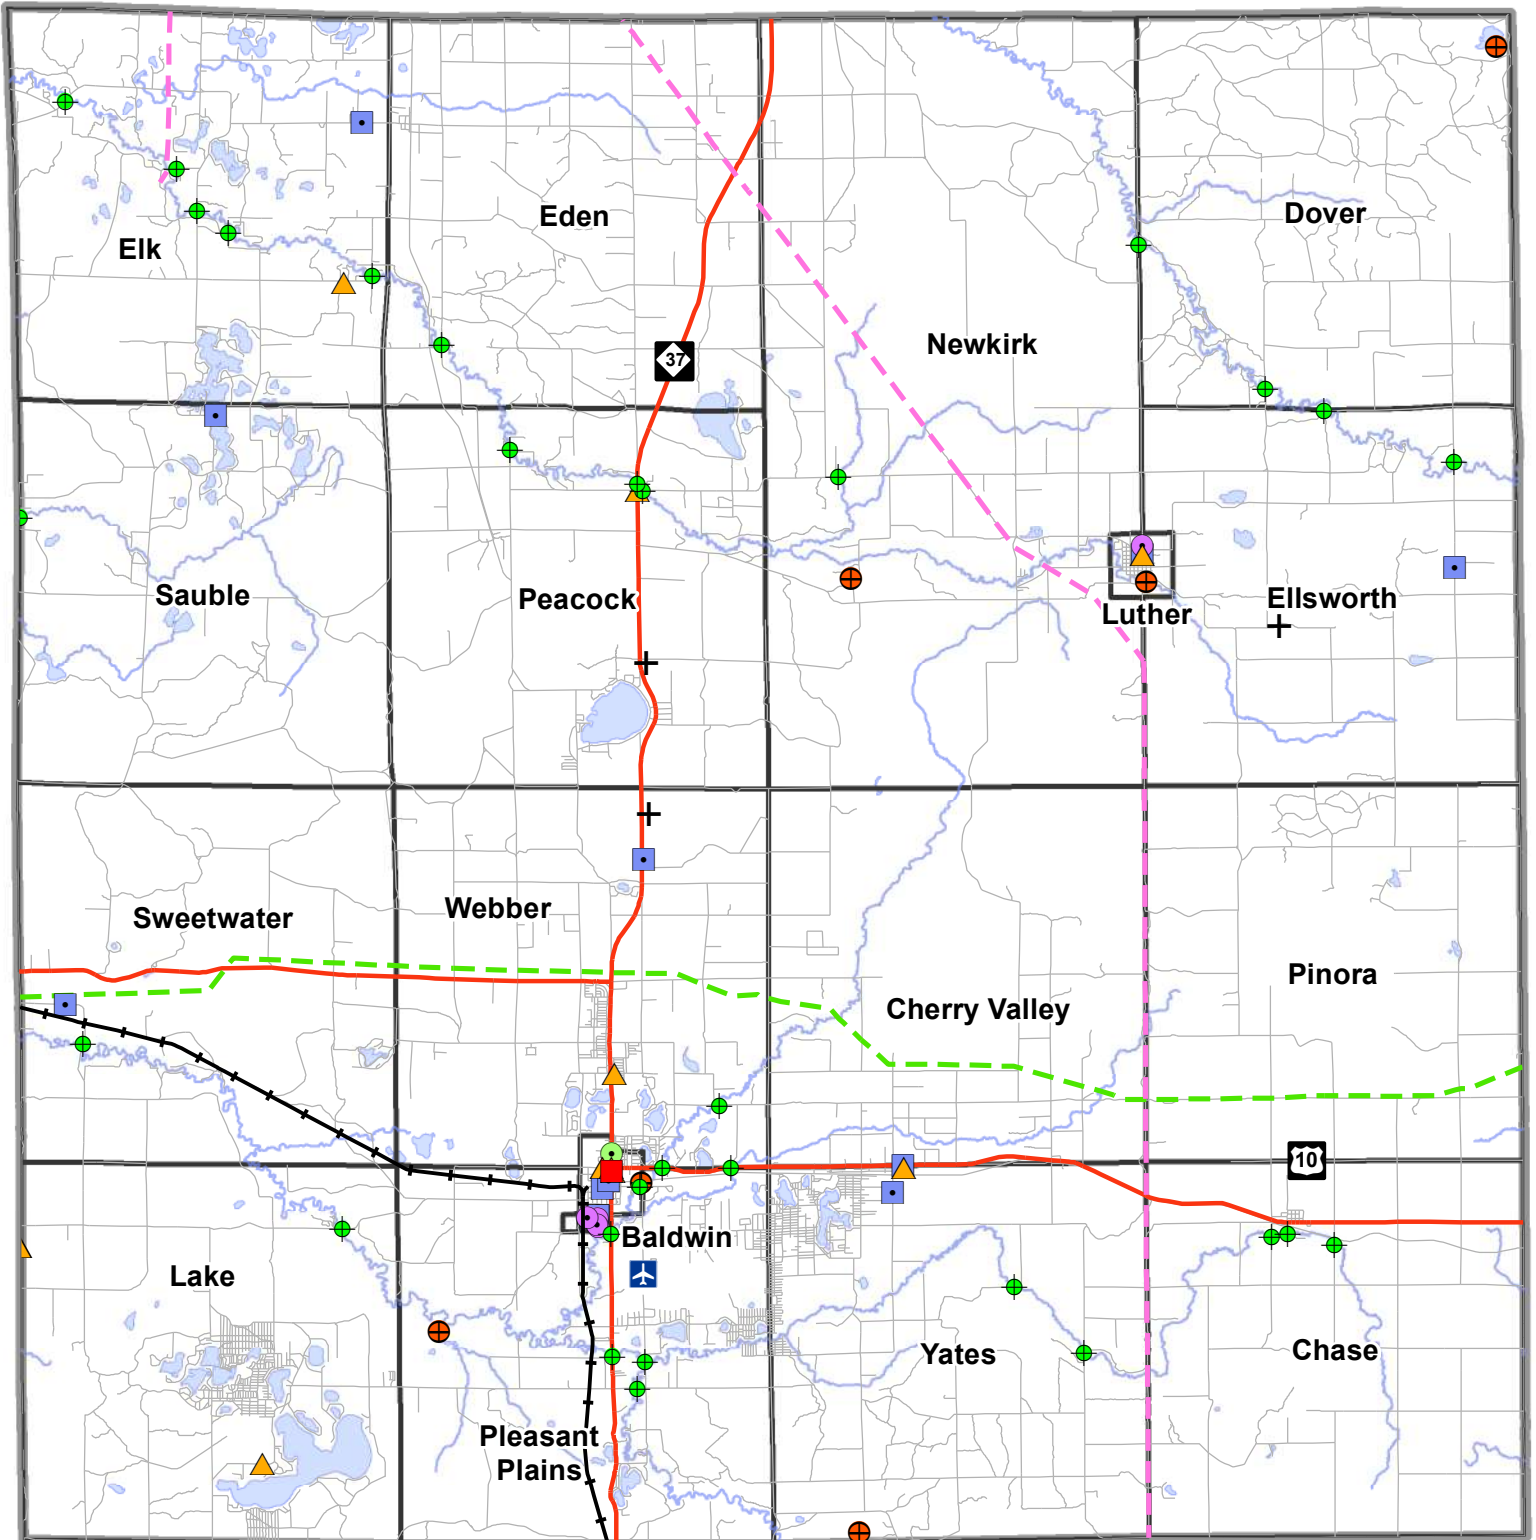 Eden
Dover
Elk
Newkirk
37
Sauble
Peacock
Ellsworth
Luther
Webber
Sweetwater
Pinora
Cherry Valley
10
Baldwin
Lake
Yates
Chase
Pleasant
Plains